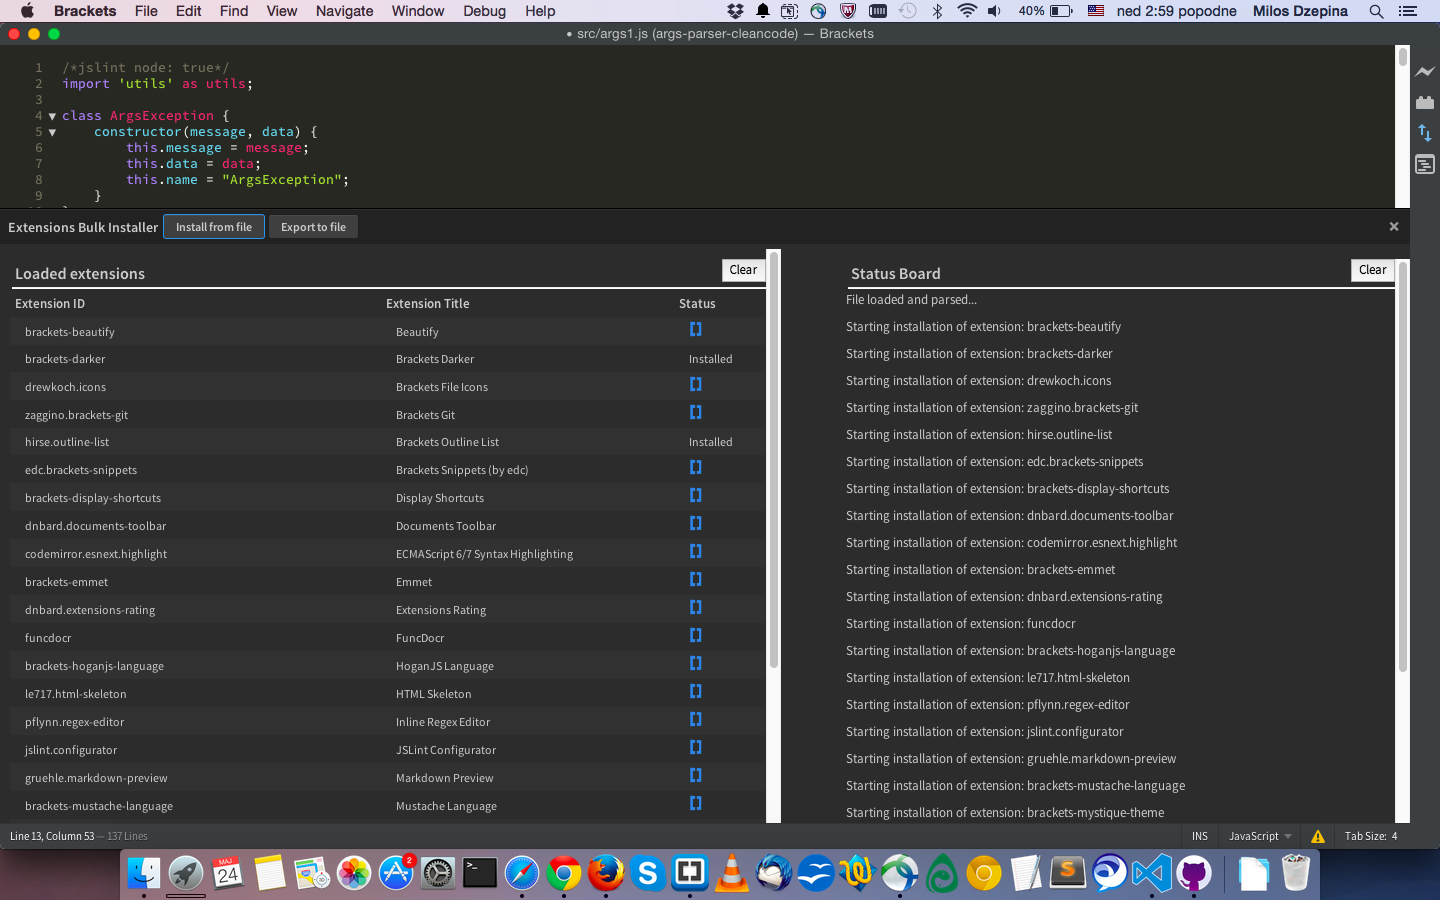 Brackets File Edit Find View Navigate Window Debug Help 40% ned 2:59 popodne Milos Dzepina
• src/args1.js (args-parser-cleancode) — Brackets
1 /*jslint node: true*/
2 import 'utils' as utils;
3
4 class ArgsException {
5 constructor(message, data) {
6 this.message = message;
7 this.data = data;
8 this.name = "ArgsException";
9 }
Extensions Bulk Installer Install from file Export to file ×
Loaded extensions Clear
Extension ID Extension Title Status
brackets-beautify Beautify
brackets-darker Brackets Darker Installed
drewkoch.icons Brackets File Icons
zaggino.brackets-git Brackets Git
hirse.outline-list Brackets Outline List Installed
edc.brackets-snippets Brackets Snippets (by edc)
brackets-display-shortcuts Display Shortcuts
dnbard.documents-toolbar Documents Toolbar
codemirror.esnext.highlight ECMAScript 6/7 Syntax Highlighting
brackets-emmet Emmet
dnbard.extensions-rating Extensions Rating
funcdocr FuncDocr
brackets-hoganjs-language HoganJS Language
le717.html-skeleton HTML Skeleton
pflynn.regex-editor Inline Regex Editor
jslint.configurator JSLint Configurator
gruehle.markdown-preview Markdown Preview
brackets-mustache-language Mustache Language
Status Board Clear
File loaded and parsed...
Starting installation of extension: brackets-beautify
Starting installation of extension: brackets-darker
Starting installation of extension: drewkoch.icons
Starting installation of extension: zaggino.brackets-git
Starting installation of extension: hirse.outline-list
Starting installation of extension: edc.brackets-snippets
Starting installation of extension: brackets-display-shortcuts
Starting installation of extension: dnbard.documents-toolbar
Starting installation of extension: codemirror.esnext.highlight
Starting installation of extension: brackets-emmet
Starting installation of extension: dnbard.extensions-rating
Starting installation of extension: funcdocr
Starting installation of extension: brackets-hoganjs-language
Starting installation of extension: le717.html-skeleton
Starting installation of extension: pflynn.regex-editor
Starting installation of extension: jslint.configurator
Starting installation of extension: gruehle.markdown-preview
Starting installation of extension: brackets-mustache-language
Starting installation of extension: brackets-mystique-theme
Line 13, Column 53 — 137 Lines INS JavaScript Tab Size: 4
MAJ
24
2